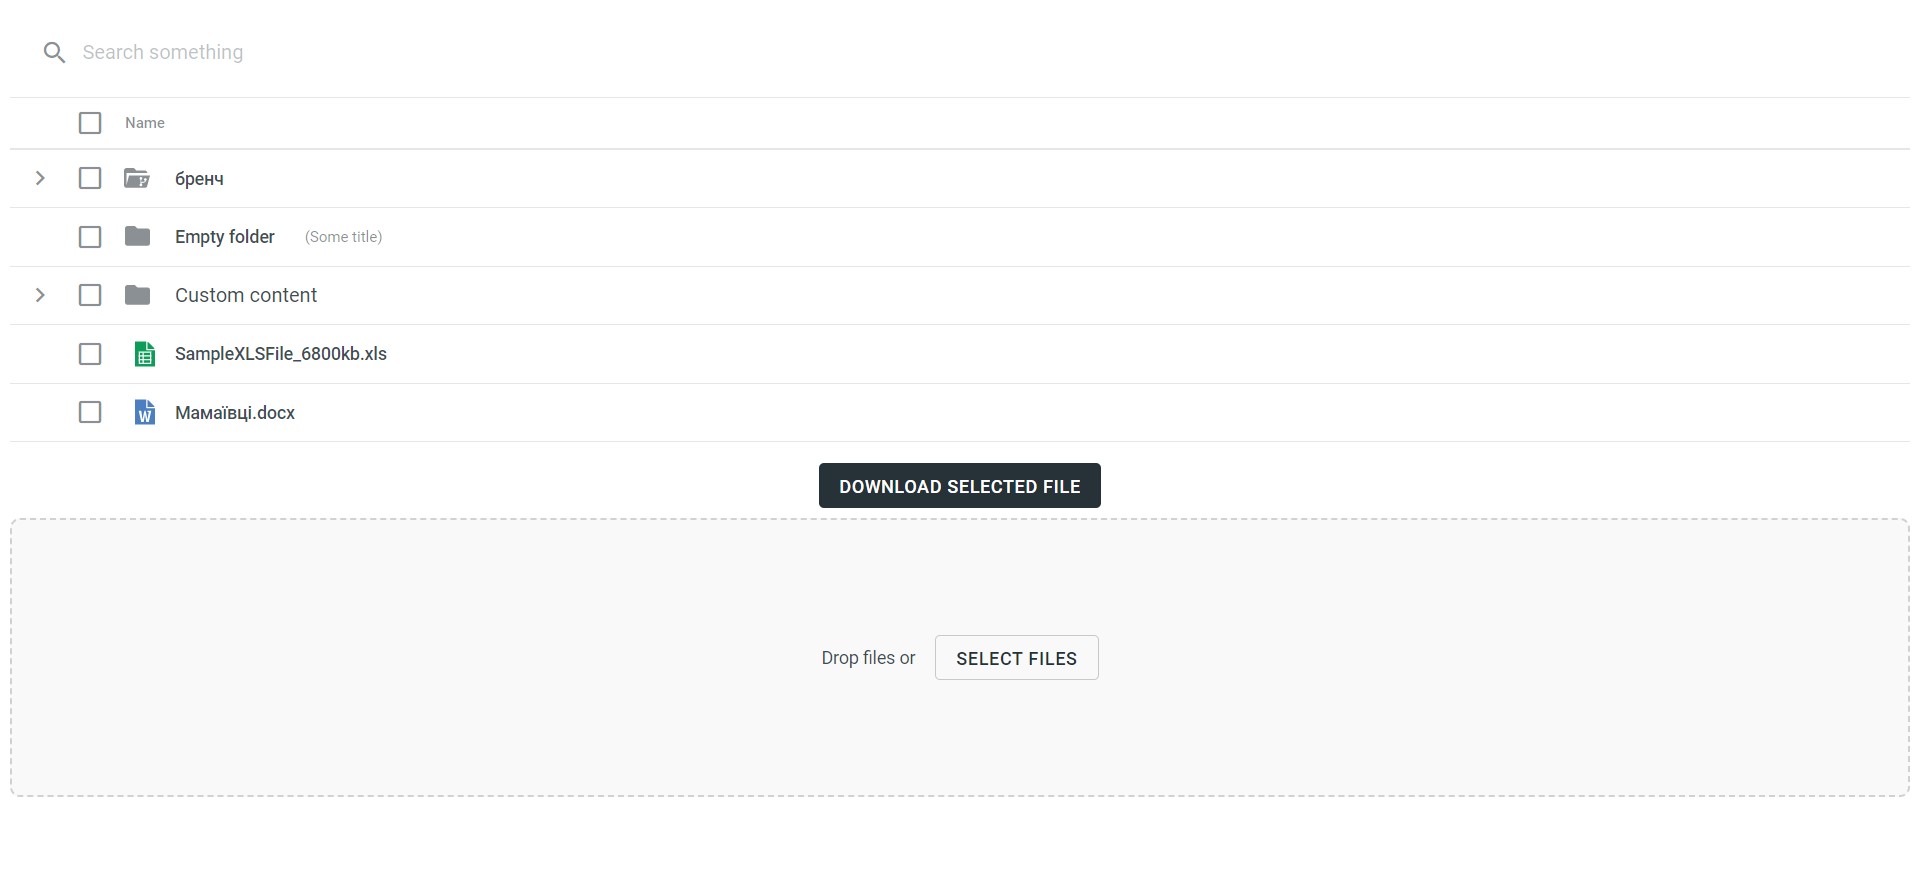 Search something
Name
бренч
Empty folder (Some title)
Custom content
SampleXLSFile_6800kb.xls
W Мамаївці.docx
DOWNLOAD SELECTED FILE
Drop files or SELECT FILES